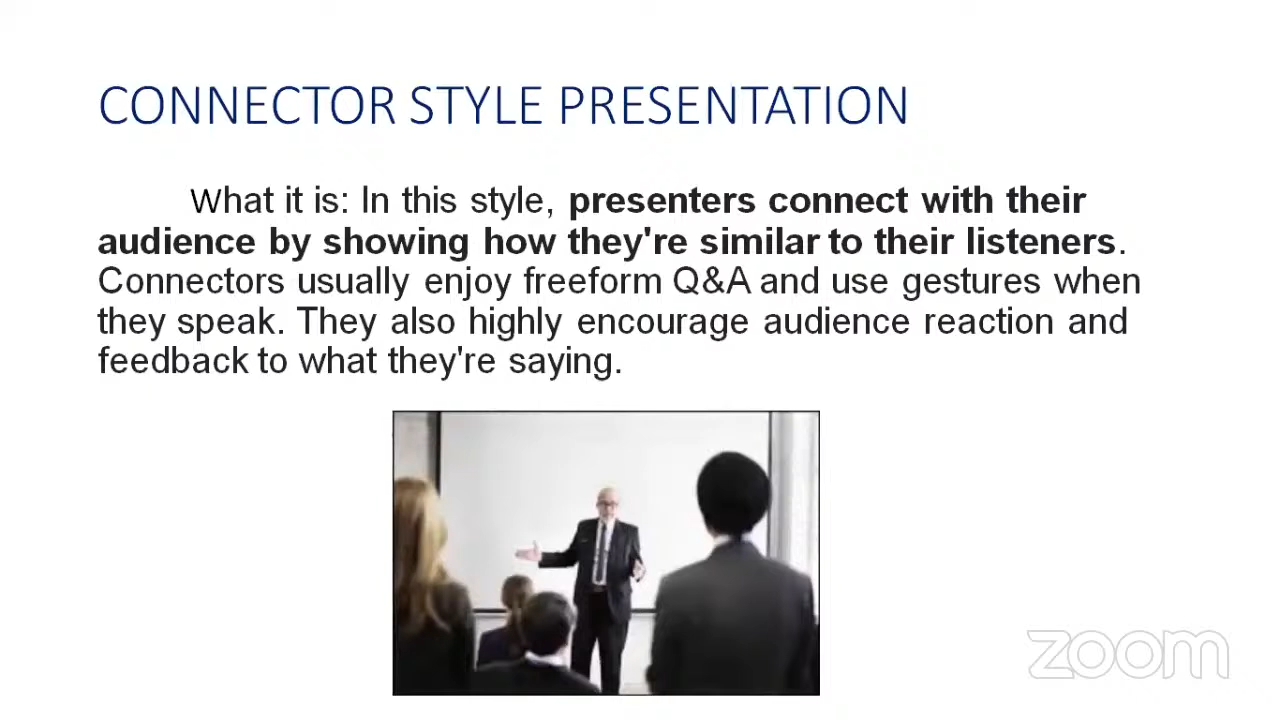 CONNECTOR STYLE PRESENTATION
What it is: In this style, presenters connect with their
audience by showing how they're similar to their listeners.
Connectors usually enjoy freeform Q&A and use gestures when
they speak. They also highly encourage audience reaction and
feedback to what they're saying.
zoom